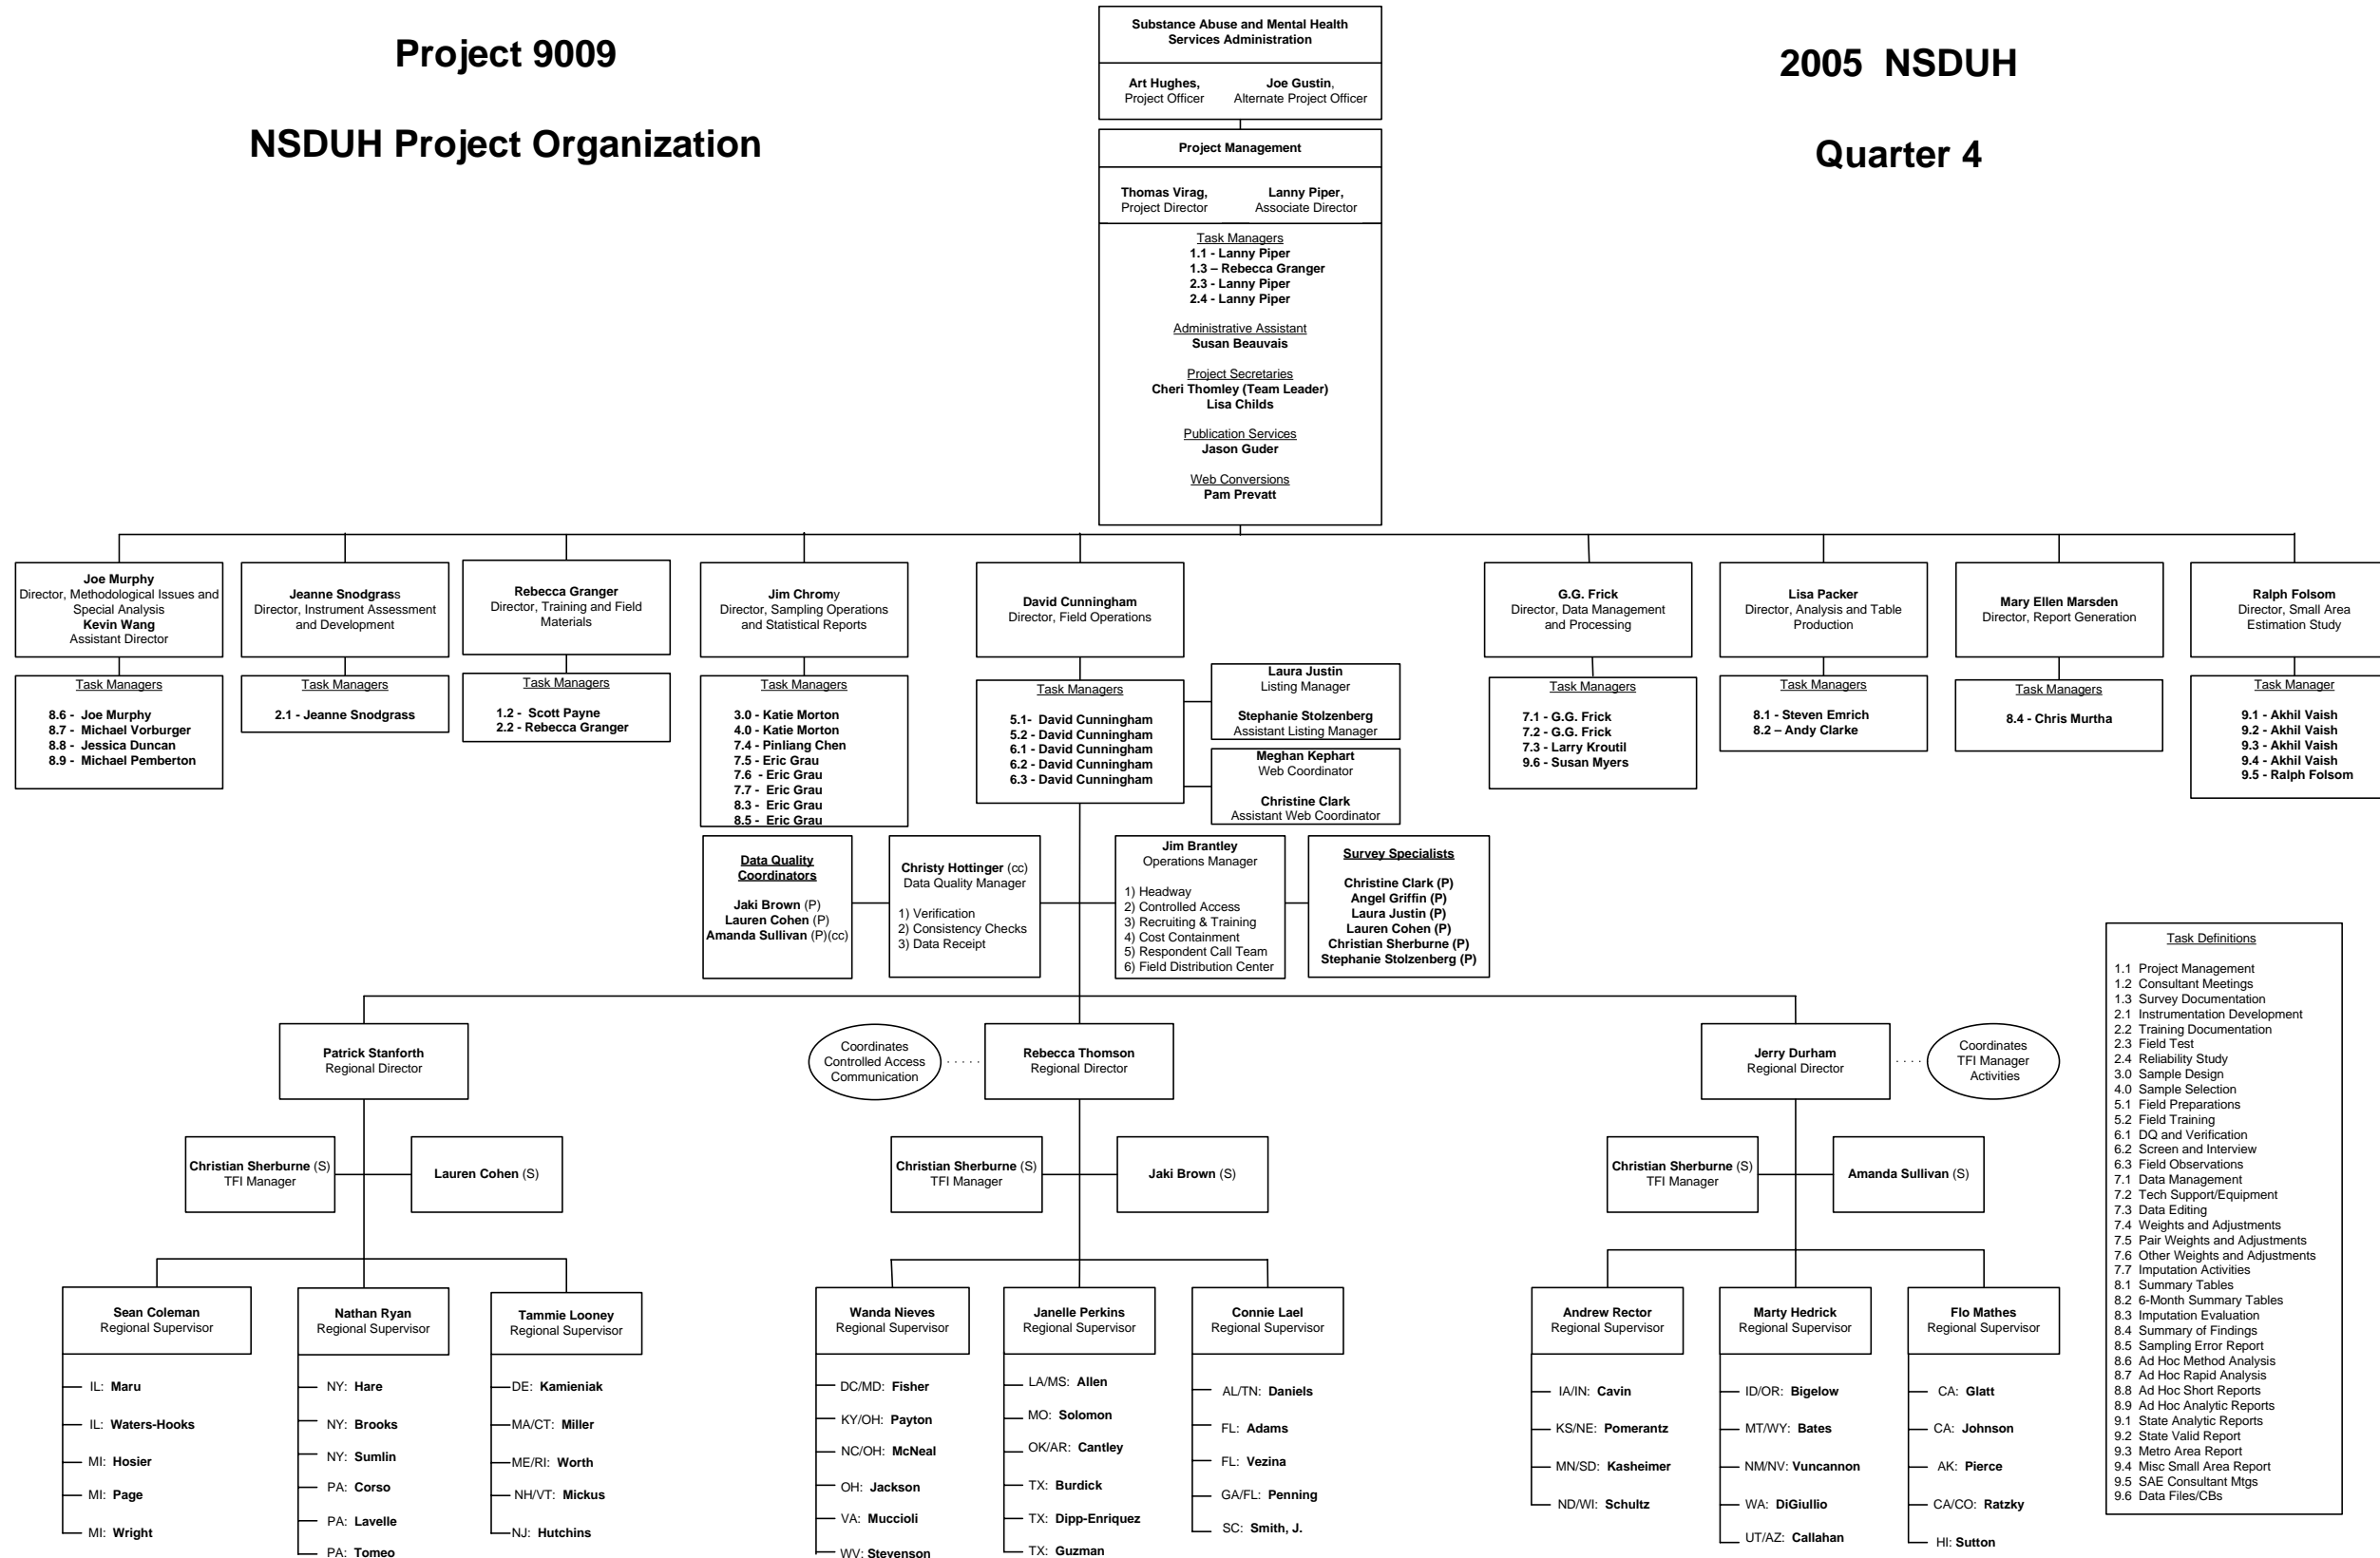 Project 9009
NSDUH Project Organization
Substance Abuse and Mental Health
Services Administration
Art Hughes,
Project Officer
Joe Gustin,
Alternate Project Officer
2005 NSDUH
Quarter 4
Project Management
Thomas Virag,
Project Director
Lanny Piper,
Associate Director
Task Managers
1.1 - Lanny Piper
1.3 – Rebecca Granger
2.3 - Lanny Piper
2.4 - Lanny Piper
Administrative Assistant
Susan Beauvais
Project Secretaries
Cheri Thomley (Team Leader)
Lisa Childs
Publication Services
Jason Guder
Web Conversions
Pam Prevatt
Joe Murphy
Director, Methodological Issues and
Special Analysis
Kevin Wang
Assistant Director
Task Managers
8.6 - Joe Murphy
8.7 - Michael Vorburger
8.8 - Jessica Duncan
8.9 - Michael Pemberton
Jeanne Snodgrass
Director, Instrument Assessment
and Development
Task Managers
2.1 - Jeanne Snodgrass
Rebecca Granger
Director, Training and Field
Materials
Task Managers
1.2 - Scott Payne
2.2 - Rebecca Granger
Jim Chromy
Director, Sampling Operations
and Statistical Reports
Task Managers
3.0 - Katie Morton
4.0 - Katie Morton
7.4 - Pinliang Chen
7.5 - Eric Grau
7.6 - Eric Grau
7.7 - Eric Grau
8.3 - Eric Grau
8.5 - Eric Grau
David Cunningham
Director, Field Operations
Task Managers
5.1- David Cunningham
5.2 - David Cunningham
6.1 - David Cunningham
6.2 - David Cunningham
6.3 - David Cunningham
Laura Justin
Listing Manager
Stephanie Stolzenberg
Assistant Listing Manager
Meghan Kephart
Web Coordinator
Christine Clark
Assistant Web Coordinator
G.G. Frick
Director, Data Management
and Processing
Task Managers
7.1 - G.G. Frick
7.2 - G.G. Frick
7.3 - Larry Kroutil
9.6 - Susan Myers
Lisa Packer
Director, Analysis and Table
Production
Task Managers
8.1 - Steven Emrich
8.2 – Andy Clarke
Mary Ellen Marsden
Director, Report Generation
Task Managers
8.4 - Chris Murtha
Ralph Folsom
Director, Small Area
Estimation Study
Task Manager
9.1 - Akhil Vaish
9.2 - Akhil Vaish
9.3 - Akhil Vaish
9.4 - Akhil Vaish
9.5 - Ralph Folsom
Data Quality
Coordinators
Jaki Brown (P)
Lauren Cohen (P)
Amanda Sullivan (P)(cc)
Christy Hottinger (cc)
Data Quality Manager
1) Verification
2) Consistency Checks
3) Data Receipt
Jim Brantley
Operations Manager
1) Headway
2) Controlled Access
3) Recruiting & Training
4) Cost Containment
5) Respondent Call Team
6) Field Distribution Center
Survey Specialists
Christine Clark (P)
Angel Griffin (P)
Laura Justin (P)
Lauren Cohen (P)
Christian Sherburne (P)
Stephanie Stolzenberg (P)
Patrick Stanforth
Regional Director
Christian Sherburne (S)
TFI Manager
Lauren Cohen (S)
Sean Coleman
Regional Supervisor
IL: Maru
IL: Waters-Hooks
MI: Hosier
MI: Page
MI: Wright
Nathan Ryan
Regional Supervisor
NY: Hare
NY: Brooks
NY: Sumlin
PA: Corso
PA: Lavelle
PA: Tomeo
Tammie Looney
Regional Supervisor
DE: Kamieniak
MA/CT: Miller
ME/RI: Worth
NH/VT: Mickus
NJ: Hutchins
Coordinates
Controlled Access
Communication
Rebecca Thomson
Regional Director
Christian Sherburne (S)
TFI Manager
Jaki Brown (S)
Wanda Nieves
Regional Supervisor
DC/MD: Fisher
KY/OH: Payton
NC/OH: McNeal
OH: Jackson
VA: Muccioli
WV: Stevenson
Janelle Perkins
Regional Supervisor
LA/MS: Allen
MO: Solomon
OK/AR: Cantley
TX: Burdick
TX: Dipp-Enriquez
TX: Guzman
Connie Lael
Regional Supervisor
AL/TN: Daniels
FL: Adams
FL: Vezina
GA/FL: Penning
SC: Smith, J.
Jerry Durham
Regional Director
Coordinates
TFI Manager
Activities
Christian Sherburne (S)
TFI Manager
Amanda Sullivan (S)
Andrew Rector
Regional Supervisor
IA/IN: Cavin
KS/NE: Pomerantz
MN/SD: Kasheimer
ND/WI: Schultz
Marty Hedrick
Regional Supervisor
ID/OR: Bigelow
MT/WY: Bates
NM/NV: Vuncannon
WA: DiGiullio
UT/AZ: Callahan
Flo Mathes
Regional Supervisor
CA: Glatt
CA: Johnson
AK: Pierce
CA/CO: Ratzky
HI: Sutton
Task Definitions
1.1 Project Management
1.2 Consultant Meetings
1.3 Survey Documentation
2.1 Instrumentation Development
2.2 Training Documentation
2.3 Field Test
2.4 Reliability Study
3.0 Sample Design
4.0 Sample Selection
5.1 Field Preparations
5.2 Field Training
6.1 DQ and Verification
6.2 Screen and Interview
6.3 Field Observations
7.1 Data Management
7.2 Tech Support/Equipment
7.3 Data Editing
7.4 Weights and Adjustments
7.5 Pair Weights and Adjustments
7.6 Other Weights and Adjustments
7.7 Imputation Activities
8.1 Summary Tables
8.2 6-Month Summary Tables
8.3 Imputation Evaluation
8.4 Summary of Findings
8.5 Sampling Error Report
8.6 Ad Hoc Method Analysis
8.7 Ad Hoc Rapid Analysis
8.8 Ad Hoc Short Reports
8.9 Ad Hoc Analytic Reports
9.1 State Analytic Reports
9.2 State Valid Report
9.3 Metro Area Report
9.4 Misc Small Area Report
9.5 SAE Consultant Mtgs
9.6 Data Files/CBs